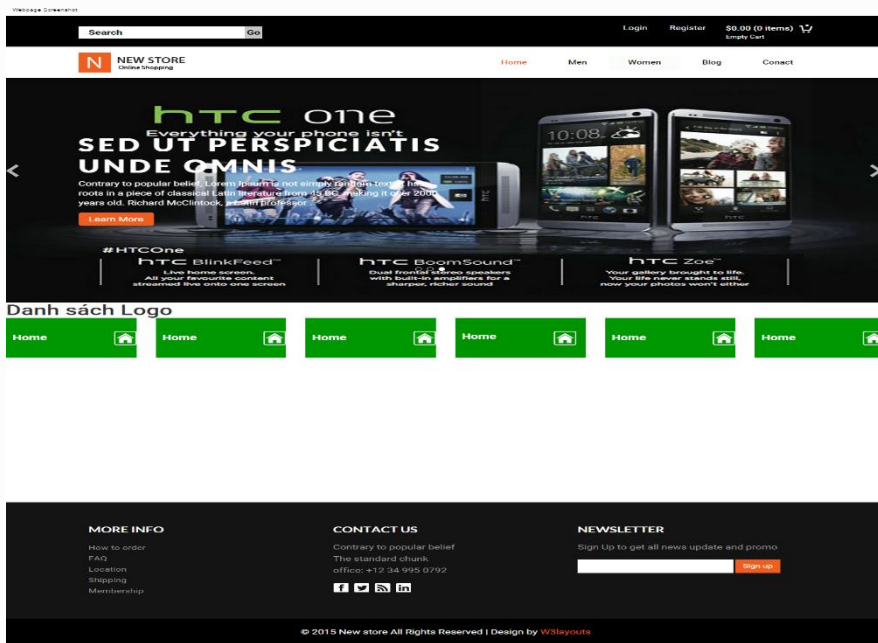 Webpage Screenshot
Search Go
Login Register $0.00 (0 items)
Empty Cart
N NEW STORE
Online Shopping
Home Men Women Blog Conact
hTC one
Everything your phone isn't
SED UT PERSPICIATIS
UNDE OMNIS
Contrary to popular belief, Lorem Ipsum is not simply random text. It has
roots in a piece of classical Latin literature from 45 BC, making it over 2000
years old. Richard McClintock, a Latin professor
Learn More
10:08
#HTCOne
hTC BlinkFeed™
Live home screen.
All your favourite content
streamed live onto one screen
hTC BoomSound™
Dual frontal stereo speakers
with built-in amplifiers for a
sharper, richer sound
hTC Zoe™
Your gallery brought to life.
Your life never stands still,
now your photos won't either
Danh sách Logo
Home Home Home Home Home Home
MORE INFO
How to order
FAQ
Location
Shipping
Membership
CONTACT US
Contrary to popular belief
The standard chunk
office: +12 34 995 0792
NEWSLETTER
Sign Up to get all news update and promo
Sign up
© 2015 New store All Rights Reserved | Design by W3layouts